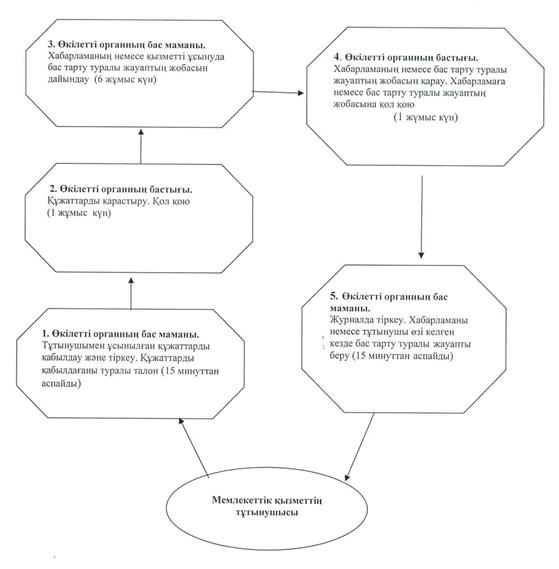 3. Өкілетті органның бас маманы.
Хабарламаның немесе қызметті ұсынуда
бас тарту туралы жауаптың жобасын
дайындау (6 жұмыс күн)
4. Өкілетті органның бастығы.
Хабарламаның немесе бас тарту туралы
жауаптың жобасын қарау. Хабарламаға
немесе бас тарту туралы жауаптың
жобасына қол қою
(1 жұмыс күн)
2. Өкілетті органның бастығы.
Құжаттарды қарастыру. Қол қою
(1 жұмыс күн)
1. Өкілетті органның бас маманы.
Тұтынушымен ұсынылған құжаттарды
қабылдау және тіркеу. Құжаттарды
қабылдағаны туралы талон (15 минуттан
аспайды)
5. Өкілетті органның бас
маманы.
Журналда тіркеу. Хабарламаны
немесе тұтынушы өзі келген
кезде бас тарту туралы жауапты
беру (15 минуттан аспайды)
Мемлекеттік қызметтің
тұтынушысы